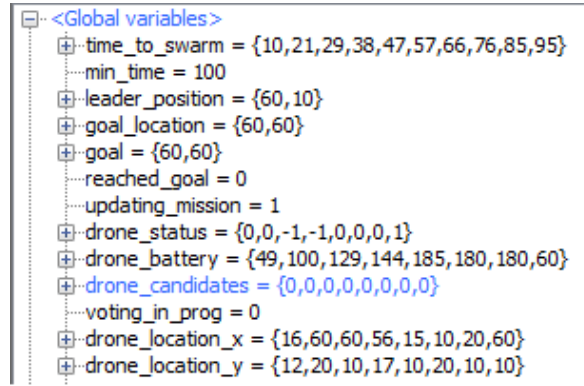 <Global variables>
time_to_swarm = {10,21,29,38,47,57,66,76,85,95}
min_time = 100
leader_position = {60,10}
goal_location = {60,60}
goal = {60,60}
reached_goal = 0
updating_mission = 1
drone_status = {0,0,-1,-1,0,0,0,1}
drone_battery = {49,100,129,144,185,180,180,60}
drone_candidates = {0,0,0,0,0,0,0,0}
voting_in_prog = 0
drone_location_x = {16,60,60,56,15,10,20,60}
drone_location_y = {12,20,10,17,10,20,10,10}